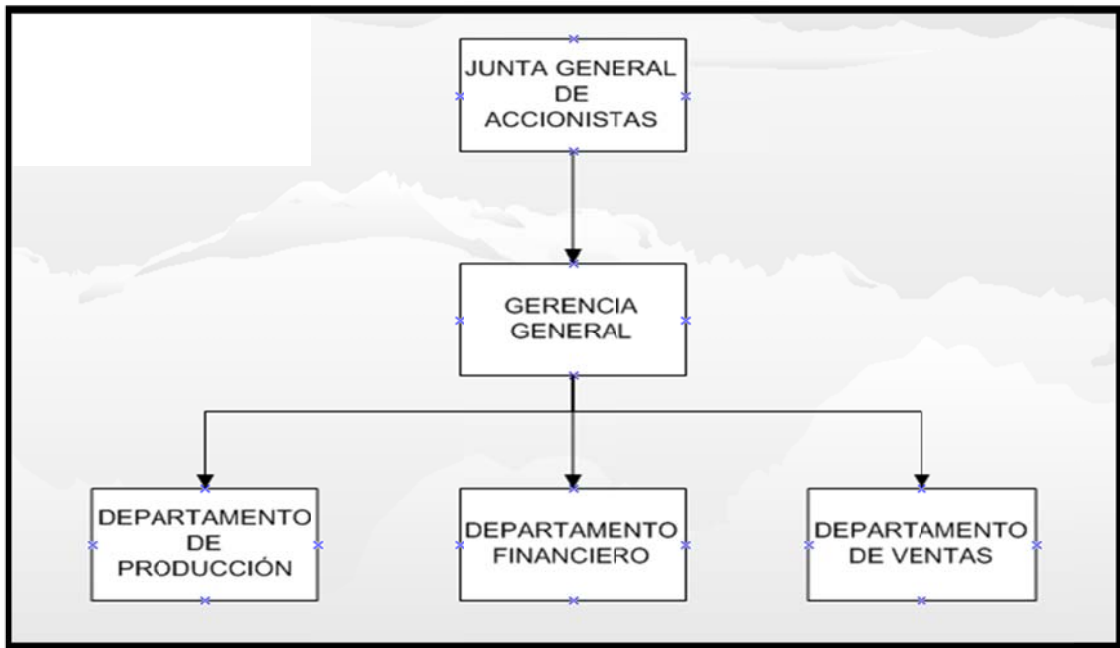 JUNTA GENERAL
DE
ACCIONISTAS
GERENCIA
GENERAL
DEPARTAMENTO
DE
PRODUCCIÓN
DEPARTAMENTO
FINANCIERO
DEPARTAMENTO
DE VENTAS